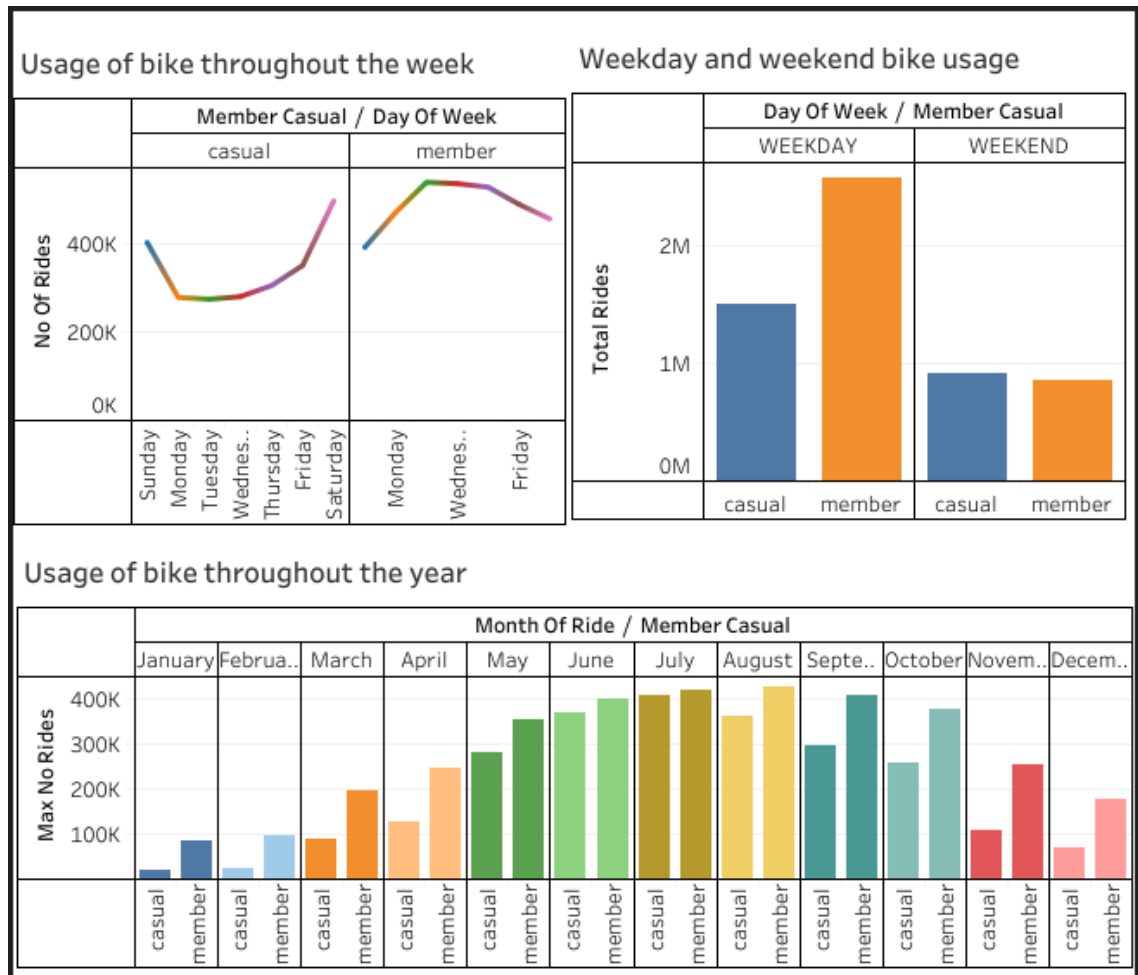 Usage of bike throughout the week
Member Casual / Day Of Week
casual member
No Of Rides
400K
200K
0K
Sunday
Monday
Tuesday
Wednes..
Thursday
Friday
Saturday
Monday
Wednes..
Friday
Weekday and weekend bike usage
Day Of Week / Member Casual
WEEKDAY WEEKEND
Total Rides
2M
1M
0M
casual member casual member
Usage of bike throughout the year
Month Of Ride / Member Casual
January Februa.. March April May June July August Septe.. October Novem.. Decem..
Max No Rides
400K
300K
200K
100K
casual member casual member casual member casual member casual member casual member casual member casual member casual member casual member casual member casual member